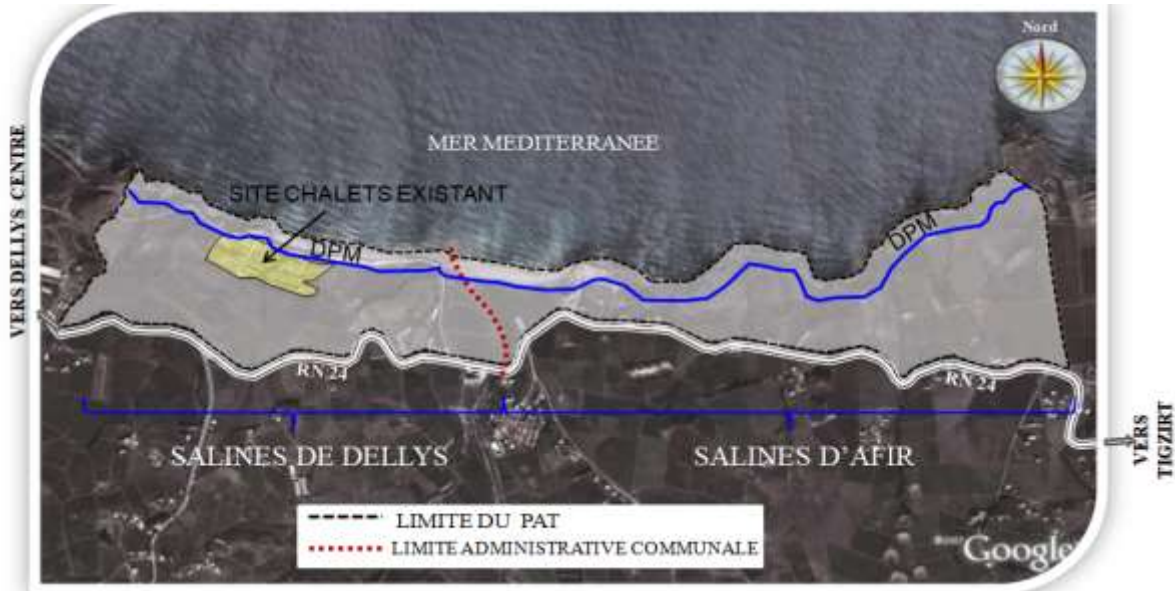 Nord
MER MEDITERRANEE
VERS DELLYS CENTRE
SITE CHALETS EXISTANT
DPM
DPM
RN 24
RN 24
SALINES DE DELLYS
SALINES D'AFIR
VERS
TIGZIRT
LIMITE DU PAT
LIMITE ADMINISTRATIVE COMMUNALE
Google